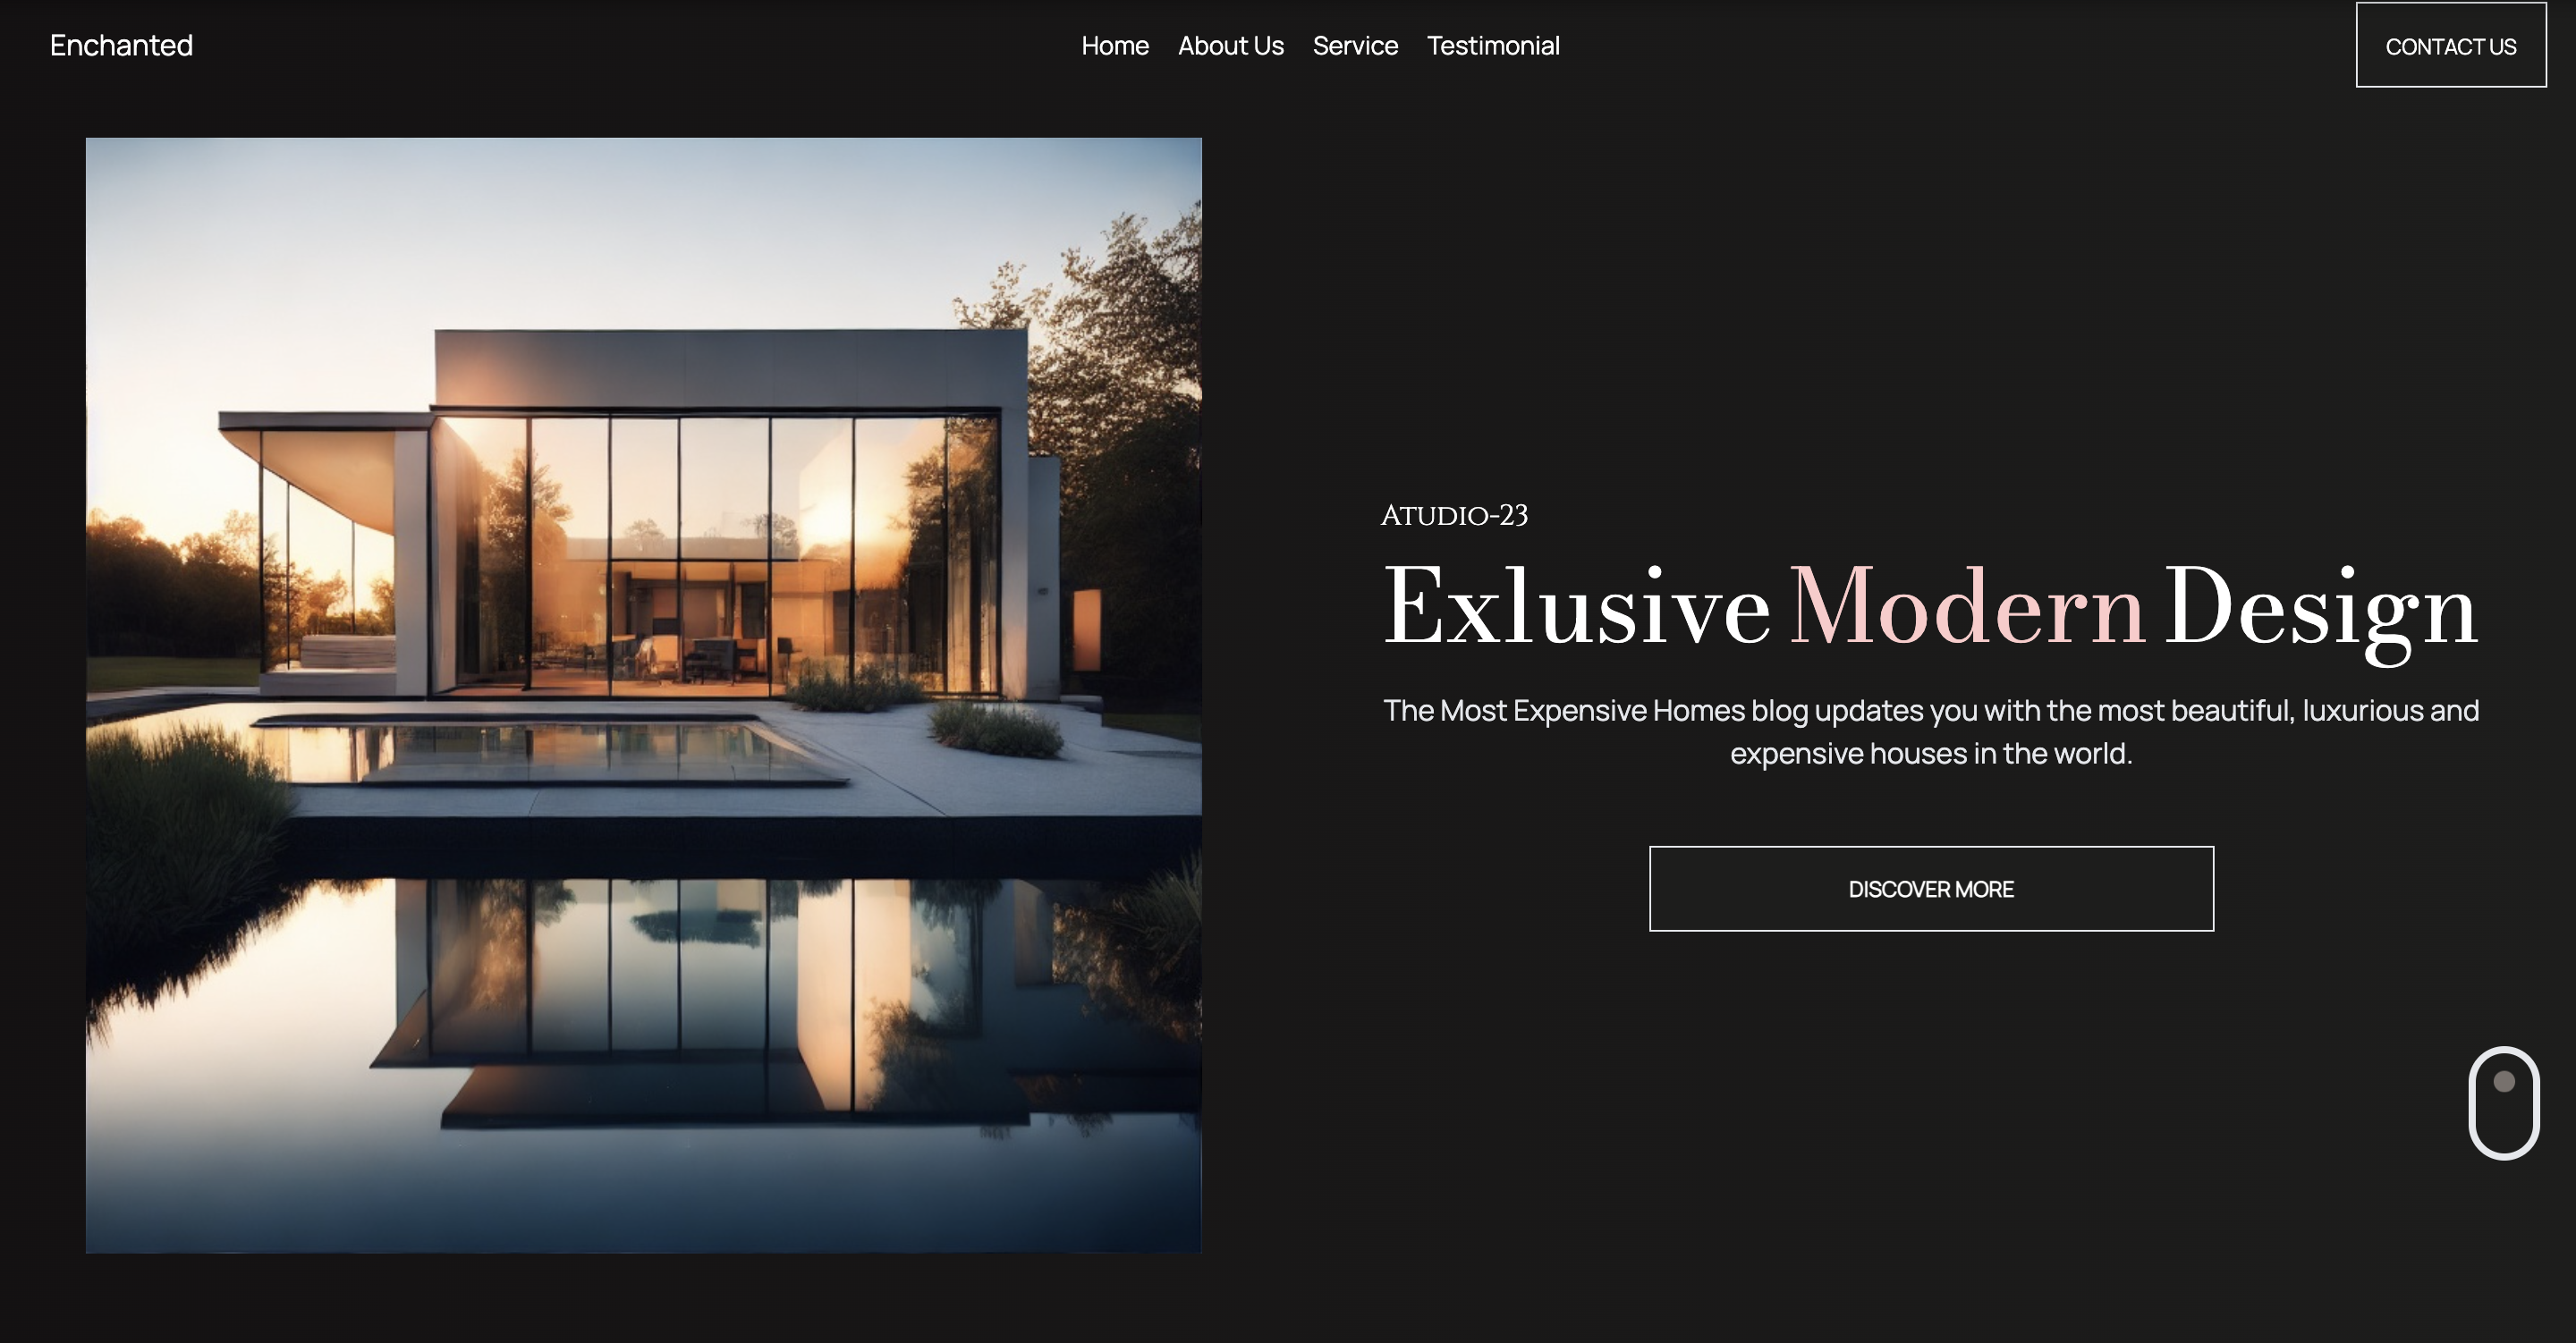 Enchanted
Home About Us Service Testimonial
CONTACT US
Atudio-23
Exlusive Modern Design
The Most Expensive Homes blog updates you with the most beautiful, luxurious and
expensive houses in the world.
DISCOVER MORE